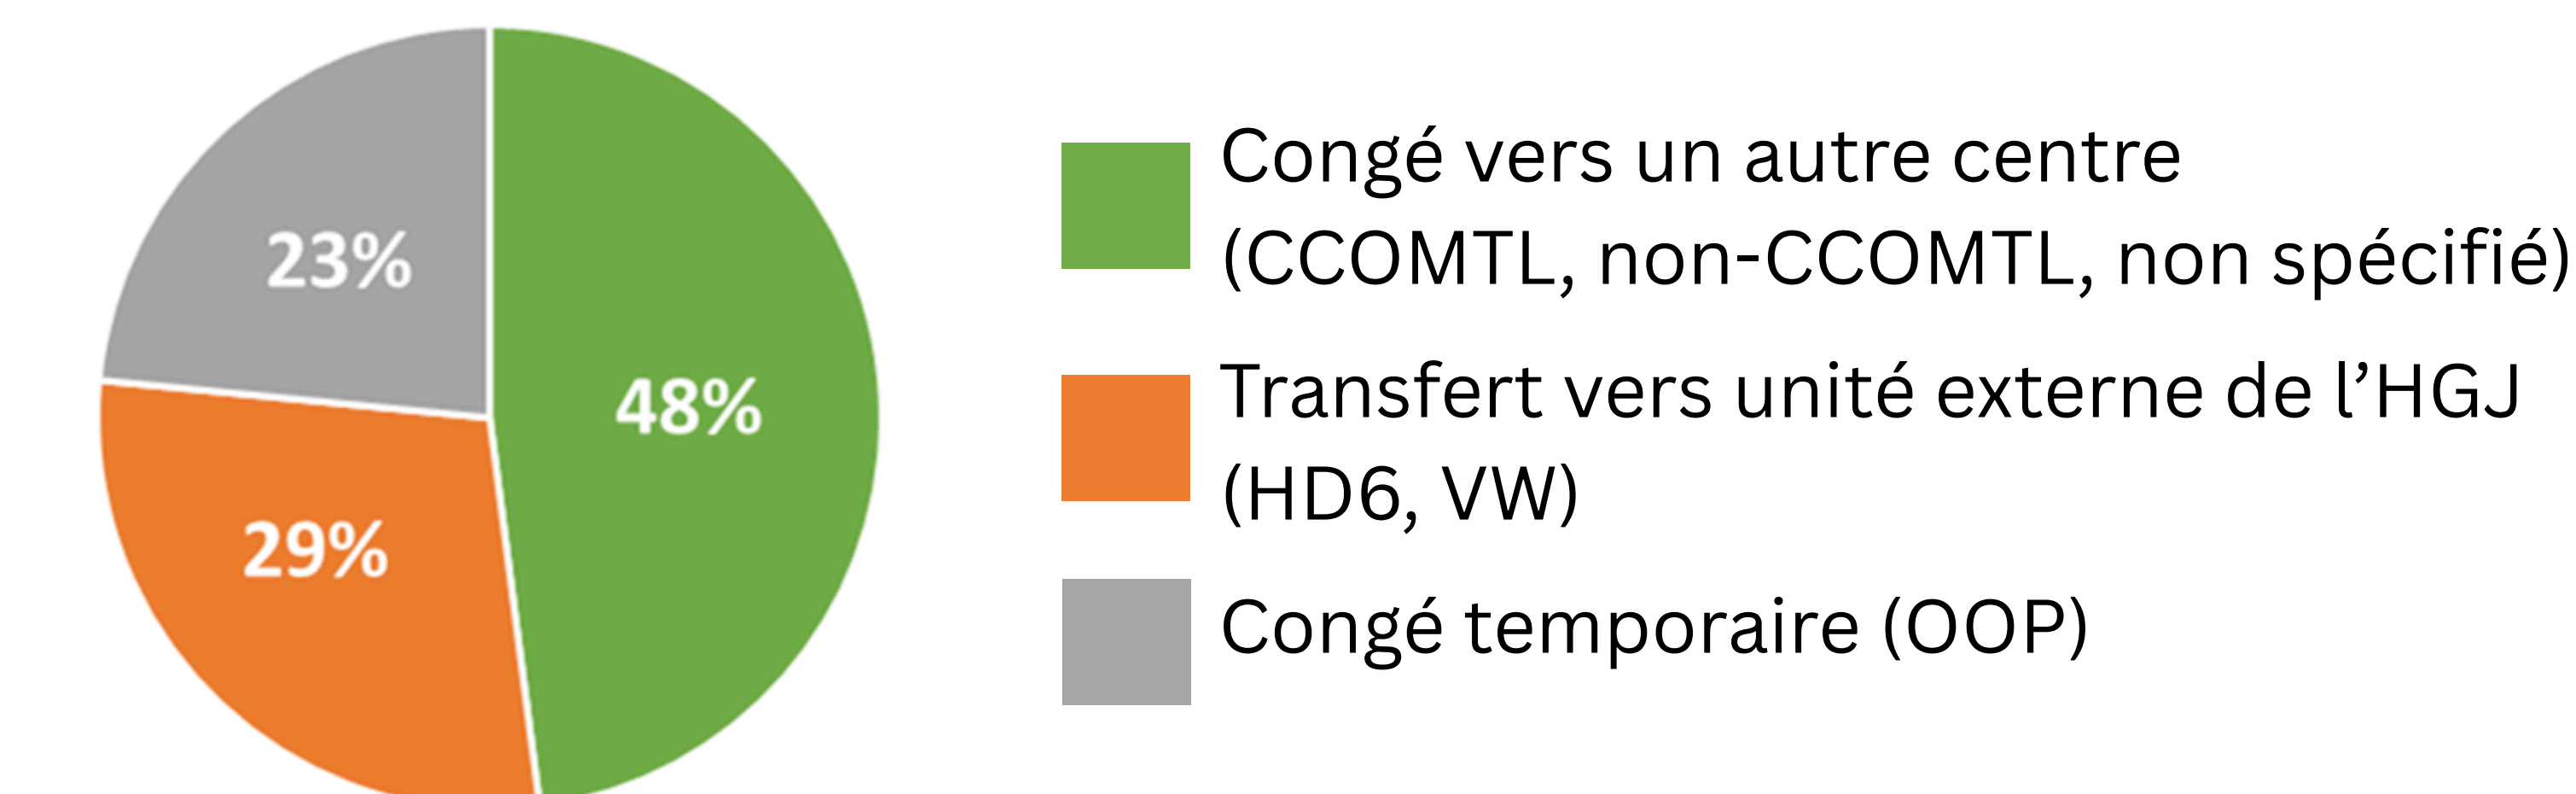 23%
48%
29%
Congé vers un autre centre
(CCOMTL, non-CCOMTL, non spécifié)
Transfert vers unité externe de l’HGJ
(HD6, VW)
Congé temporaire (OOP)